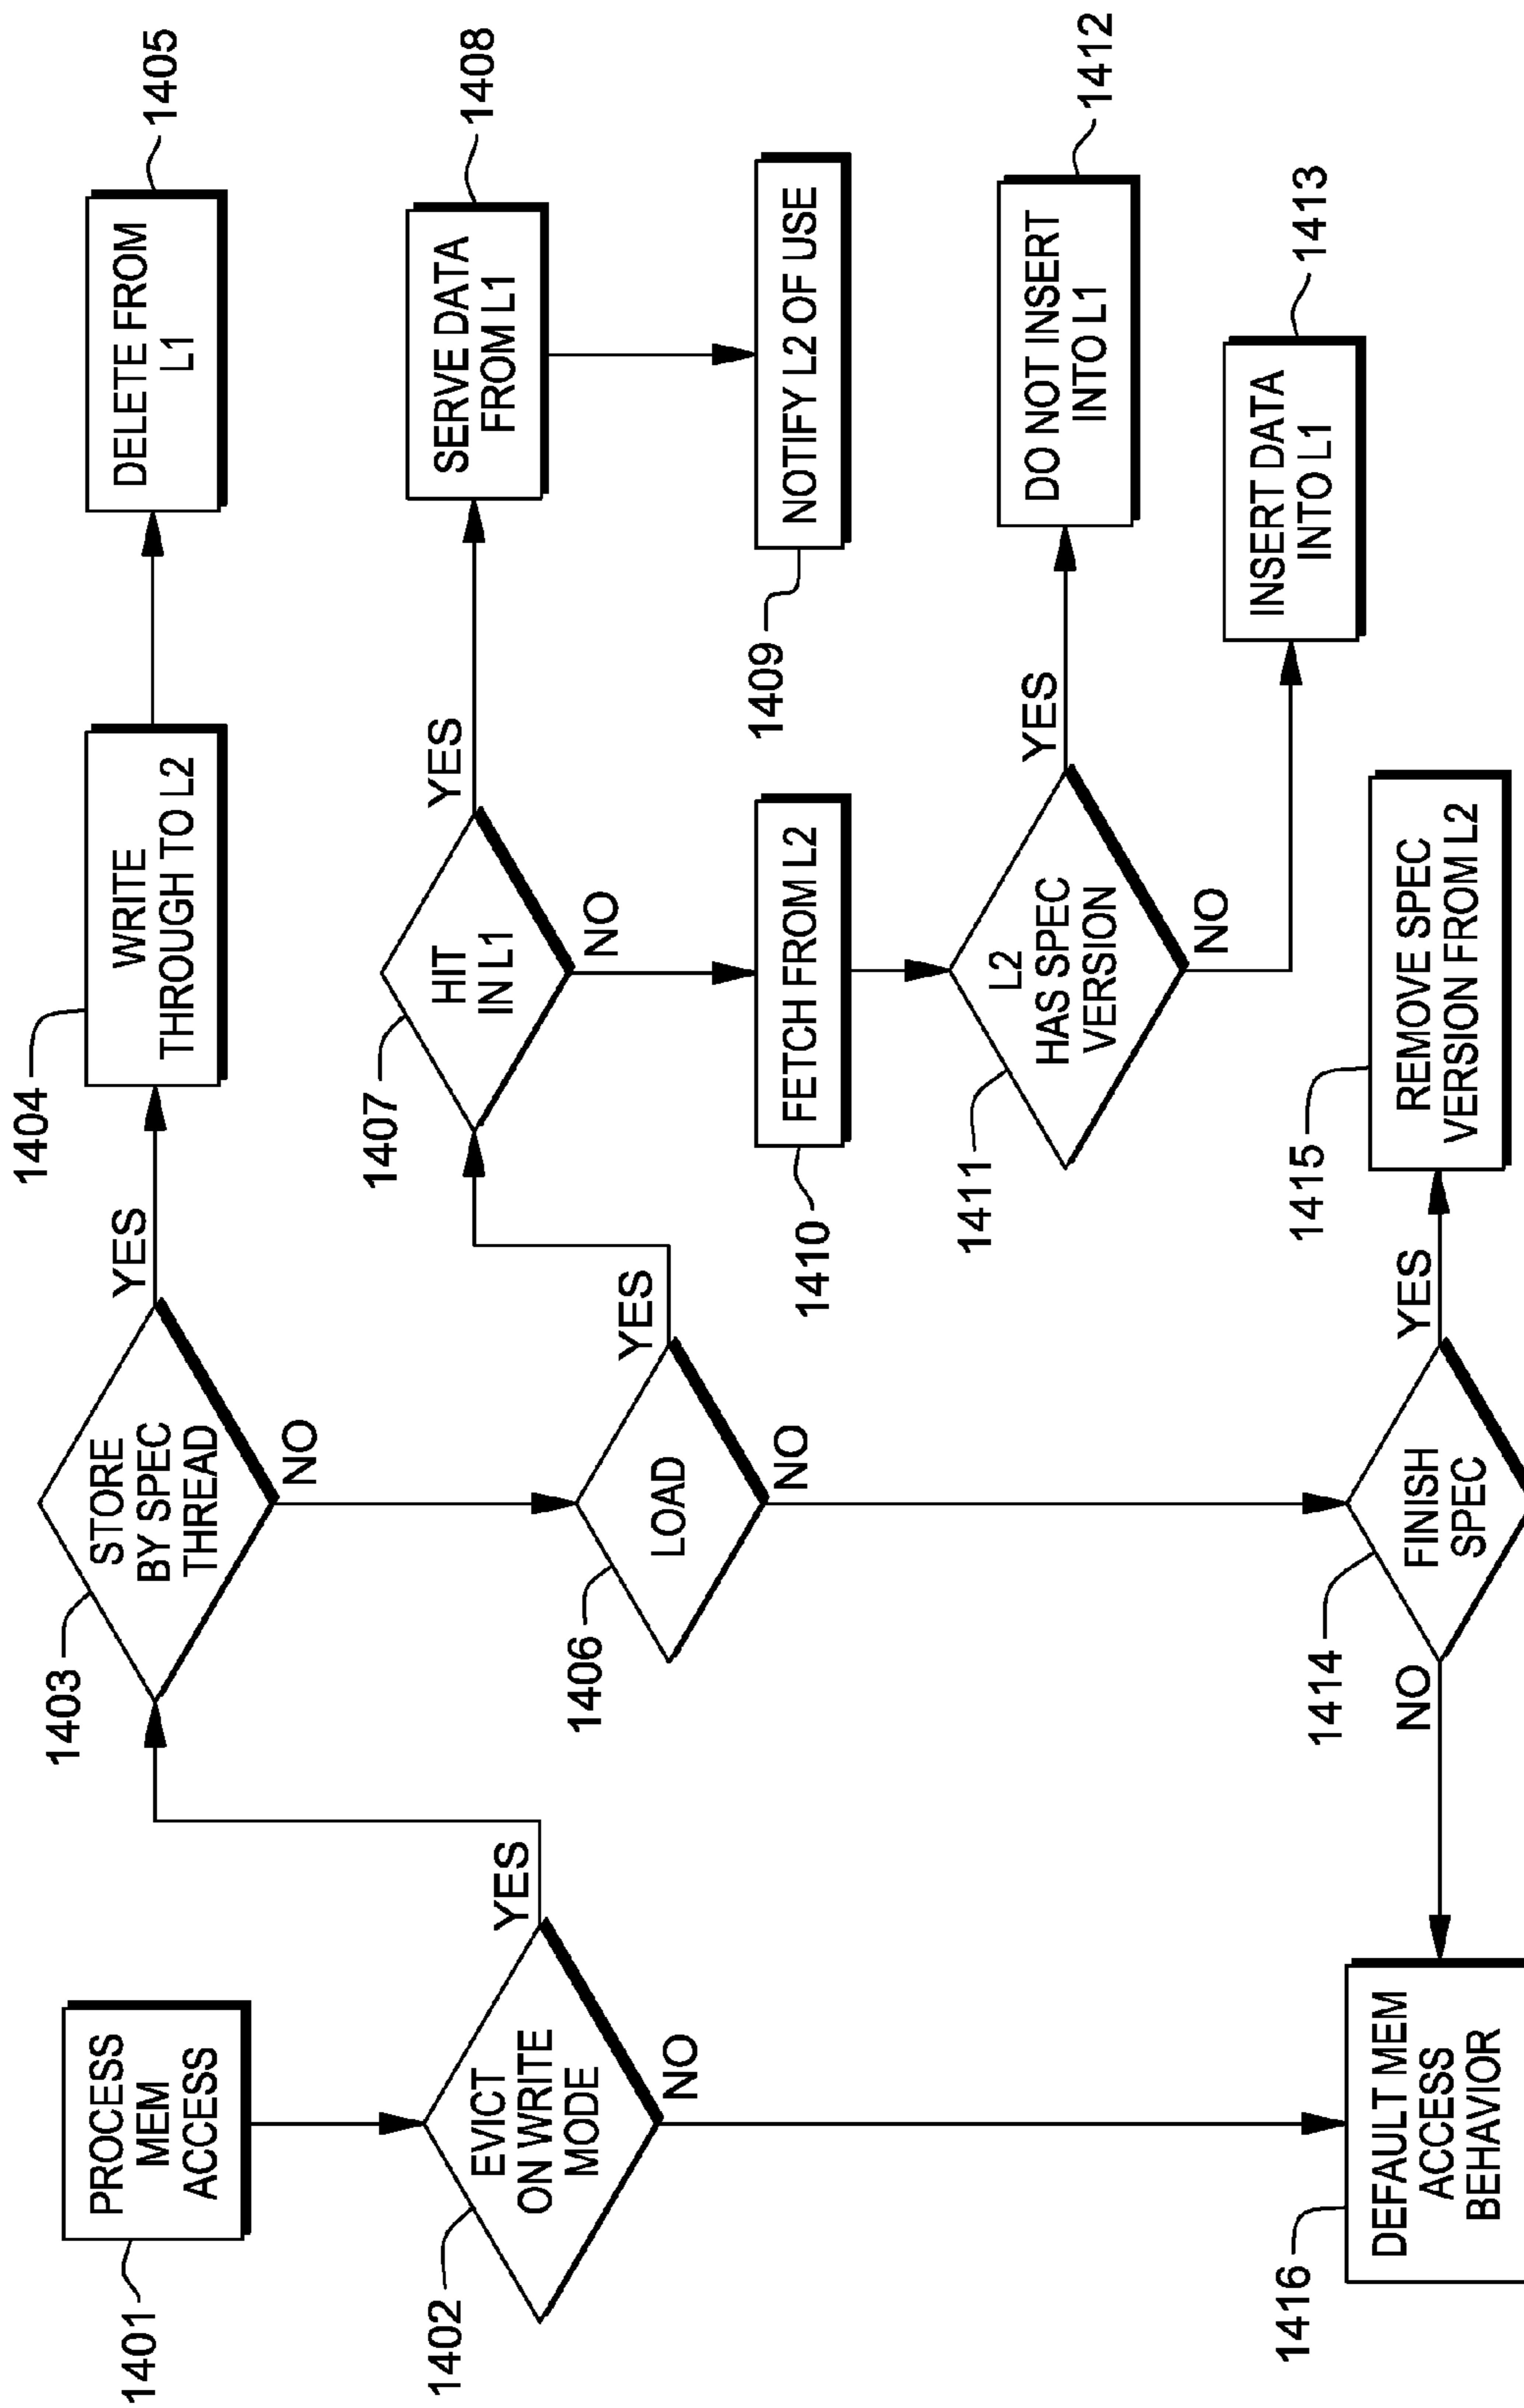 1401
PROCESS
MEM
ACCESS
1402
EVICT
ON WRITE
MODE
YES
NO
1403
STORE
BY SPEC
THREAD
YES
NO
1404
WRITE
THROUGH TO L2
DELETE FROM
L1
1405
1406
LOAD
YES
NO
1407
HIT
IN L1
YES
NO
SERVE DATA
FROM L1
1408
NOTIFY L2 OF USE
1409
FETCH FROM L2
1410
1411
L2
HAS SPEC
VERSION
YES
NO
DO NOT INSERT
INTO L1
1412
INSERT DATA
INTO L1
1413
1414
FINISH
SPEC
YES
NO
1415
REMOVE SPEC
VERSION FROM L2
1416
DEFAULT MEM
ACCESS
BEHAVIOR